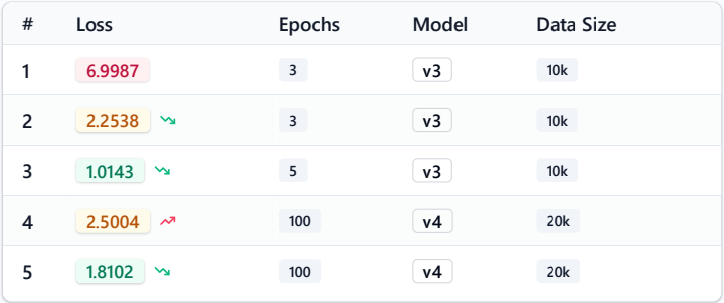 # Loss Epochs Model Data Size
1 6.9987 3 v3 10k
2 2.2538 3 v3 10k
3 1.0143 5 v3 10k
4 2.5004 100 v4 20k
5 1.8102 100 v4 20k